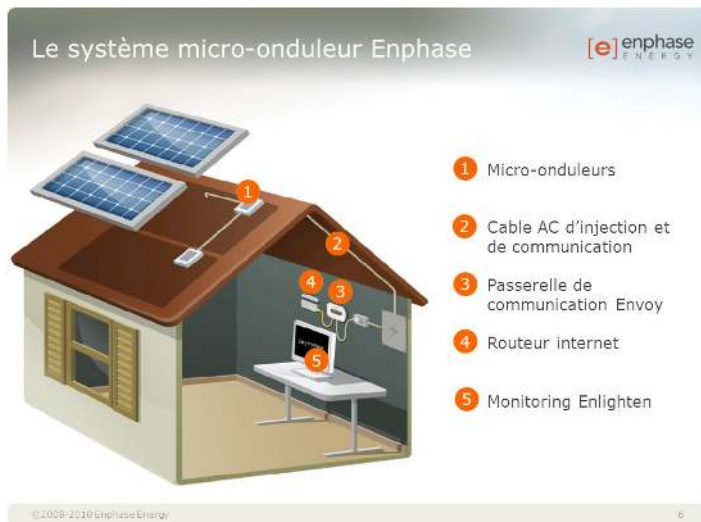 Le système micro-onduleur Enphase
[e] enphase
ENERGY
1 Micro-onduleurs
2 Cable AC d'injection et
de communication
3 Passerelle de
communication Envoy
4 Routeur internet
5 Monitoring Enlighten
1
2
4
3
5
©2008-2010 Enphase Energy
6